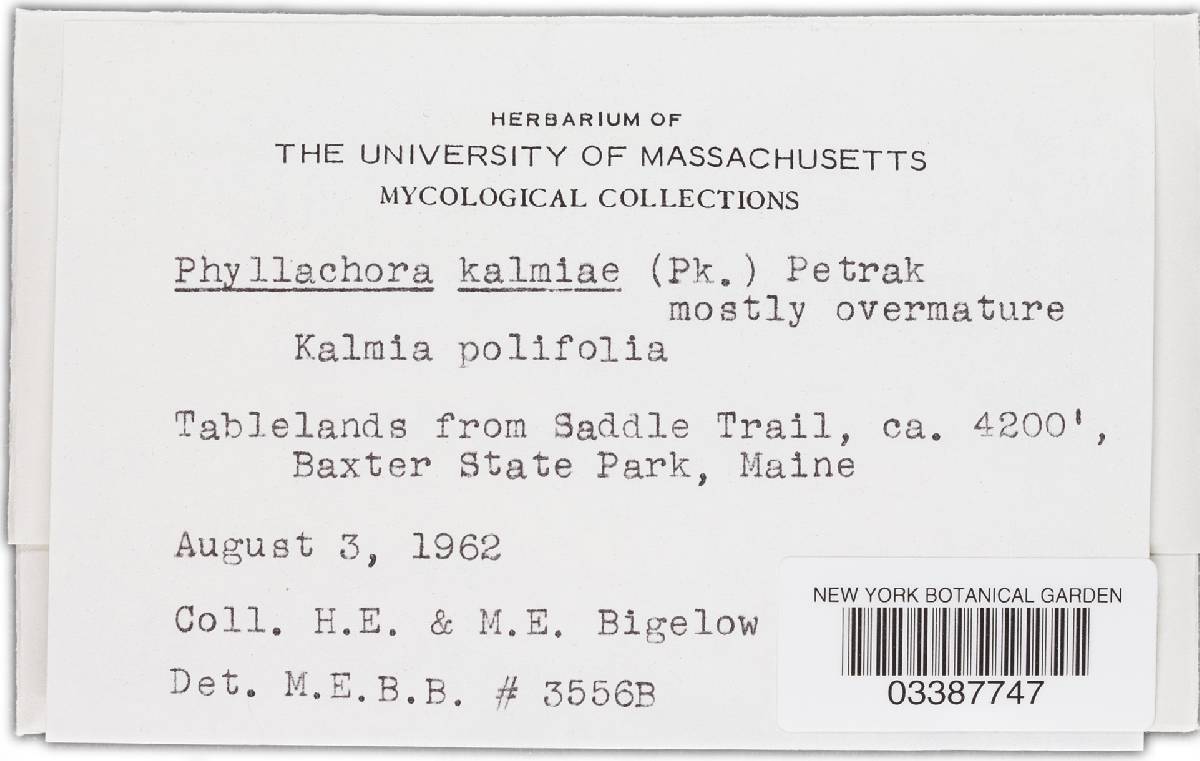 HERBARIUM OF
THE UNIVERSITY OF MASSACHUSETTS
MYCOLOGICAL COLLECTIONS
Phyllachora kalmiae (Pk.) Petrak
mostly overmature
Kalmia polifolia
Tablelands from Saddle Trail, ca. 4200',
Baxter State Park, Maine
August 3, 1962
Coll. H.E. & M.E. Bigelow
Det. M.E.B.B. # 3556B
NEW YORK BOTANICAL GARDEN
03387747